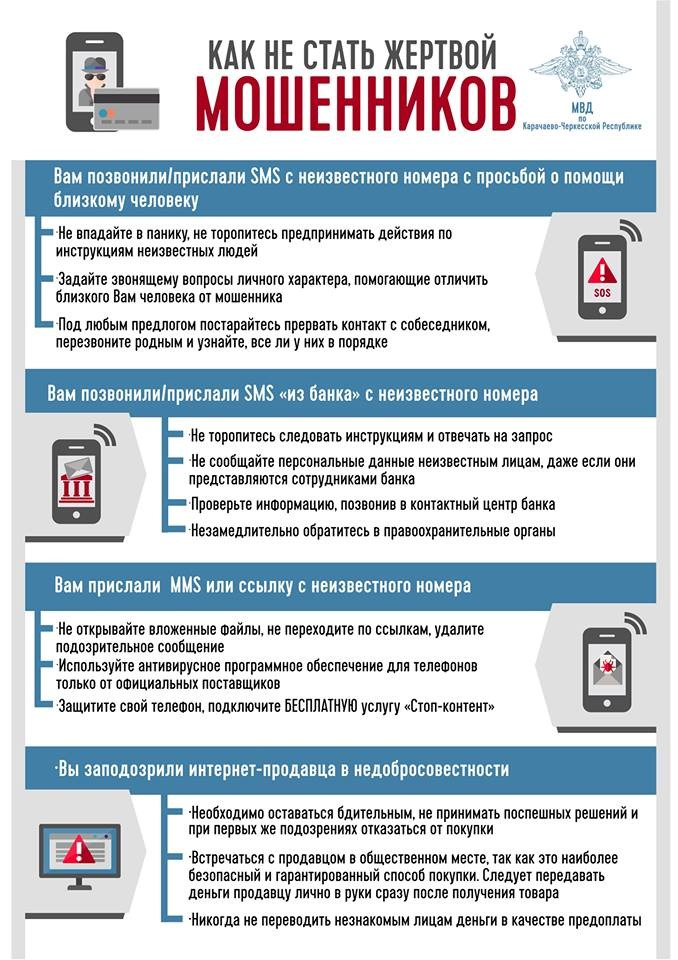 КАК НЕ СТАТЬ ЖЕРТВОЙ
МОШЕННИКОВ
МВД
по
Карачаево-Черкесской Республике
Вам позвонили/прислали SMS с неизвестного номера с просьбой о помощи
близкому человеку
·Не впадайте в панику, не торопитесь предпринимать действия по
инструкциям неизвестных людей
·Задайте звонящему вопросы личного характера, помогающие отличить
близкого Вам человека от мошенника
·Под любым предлогом постарайтесь прервать контакт с собеседником,
перезвоните родным и узнайте, все ли у них в порядке
SOS
Вам позвонили/прислали SMS «из банка» с неизвестного номера
·Не торопитесь следовать инструкциям и отвечать на запрос
·Не сообщайте персональные данные неизвестным лицам, даже если они
представляются сотрудниками банка
·Проверьте информацию, позвонив в контактный центр банка
·Незамедлительно обратитесь в правоохранительные органы
Вам прислали MMS или ссылку с неизвестного номера
·Не открывайте вложенные файлы, не переходите по ссылкам, удалите
подозрительное сообщение
·Используйте антивирусное программное обеспечение для телефонов
только от официальных поставщиков
·Защитите свой телефон, подключите БЕСПЛАТНУЮ услугу «Стоп-контент»
·Вы заподозрили интернет-продавца в недобросовестности
·Необходимо оставаться бдительным, не принимать поспешных решений и
при первых же подозрениях отказаться от покупки
·Встречаться с продавцом в общественном месте, так как это наиболее
безопасный и гарантированный способ покупки. Следует передавать
деньги продавцу лично в руки сразу после получения товара
·Никогда не переводить незнакомым лицам деньги в качестве предоплаты